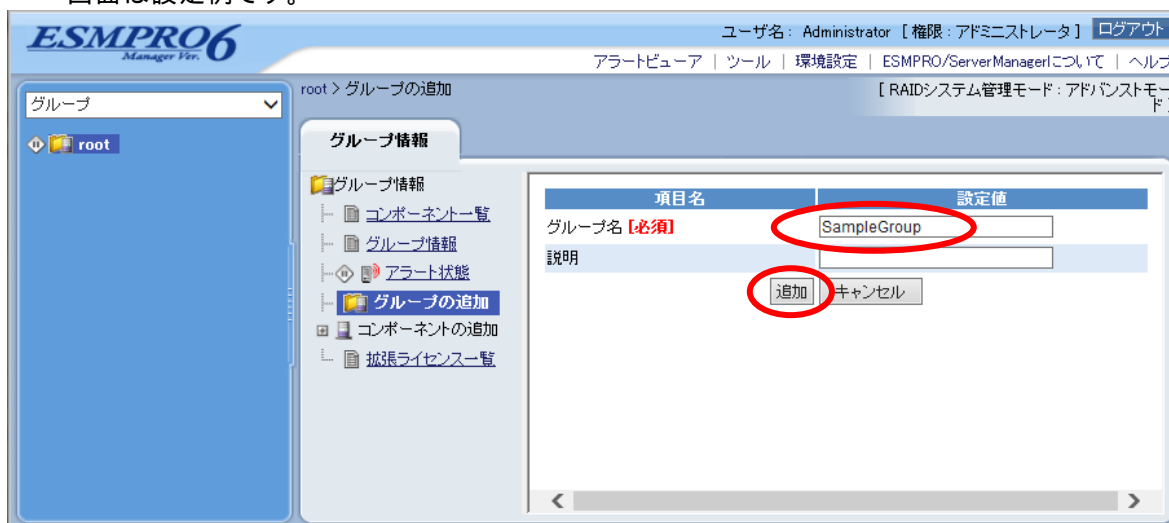 画面は設定例です。
ESMPRO6
Manager Ver.
ユーザ名： Administrator [ 権限：アドミニストレータ ] ログアウト
アラートビューア | ツール | 環境設定 | ESMPRO/ServerManagerについて | ヘルプ
グループ
root > グループの追加
[ RAIDシステム管理モード：アドバンストモード ]
root
グループ情報
グループ情報
コンポーネント一覧
グループ情報
アラート状態
グループの追加
コンポーネントの追加
拡張ライセンス一覧
項目名 設定値
グループ名 [必須] SampleGroup
説明
追加 キャンセル